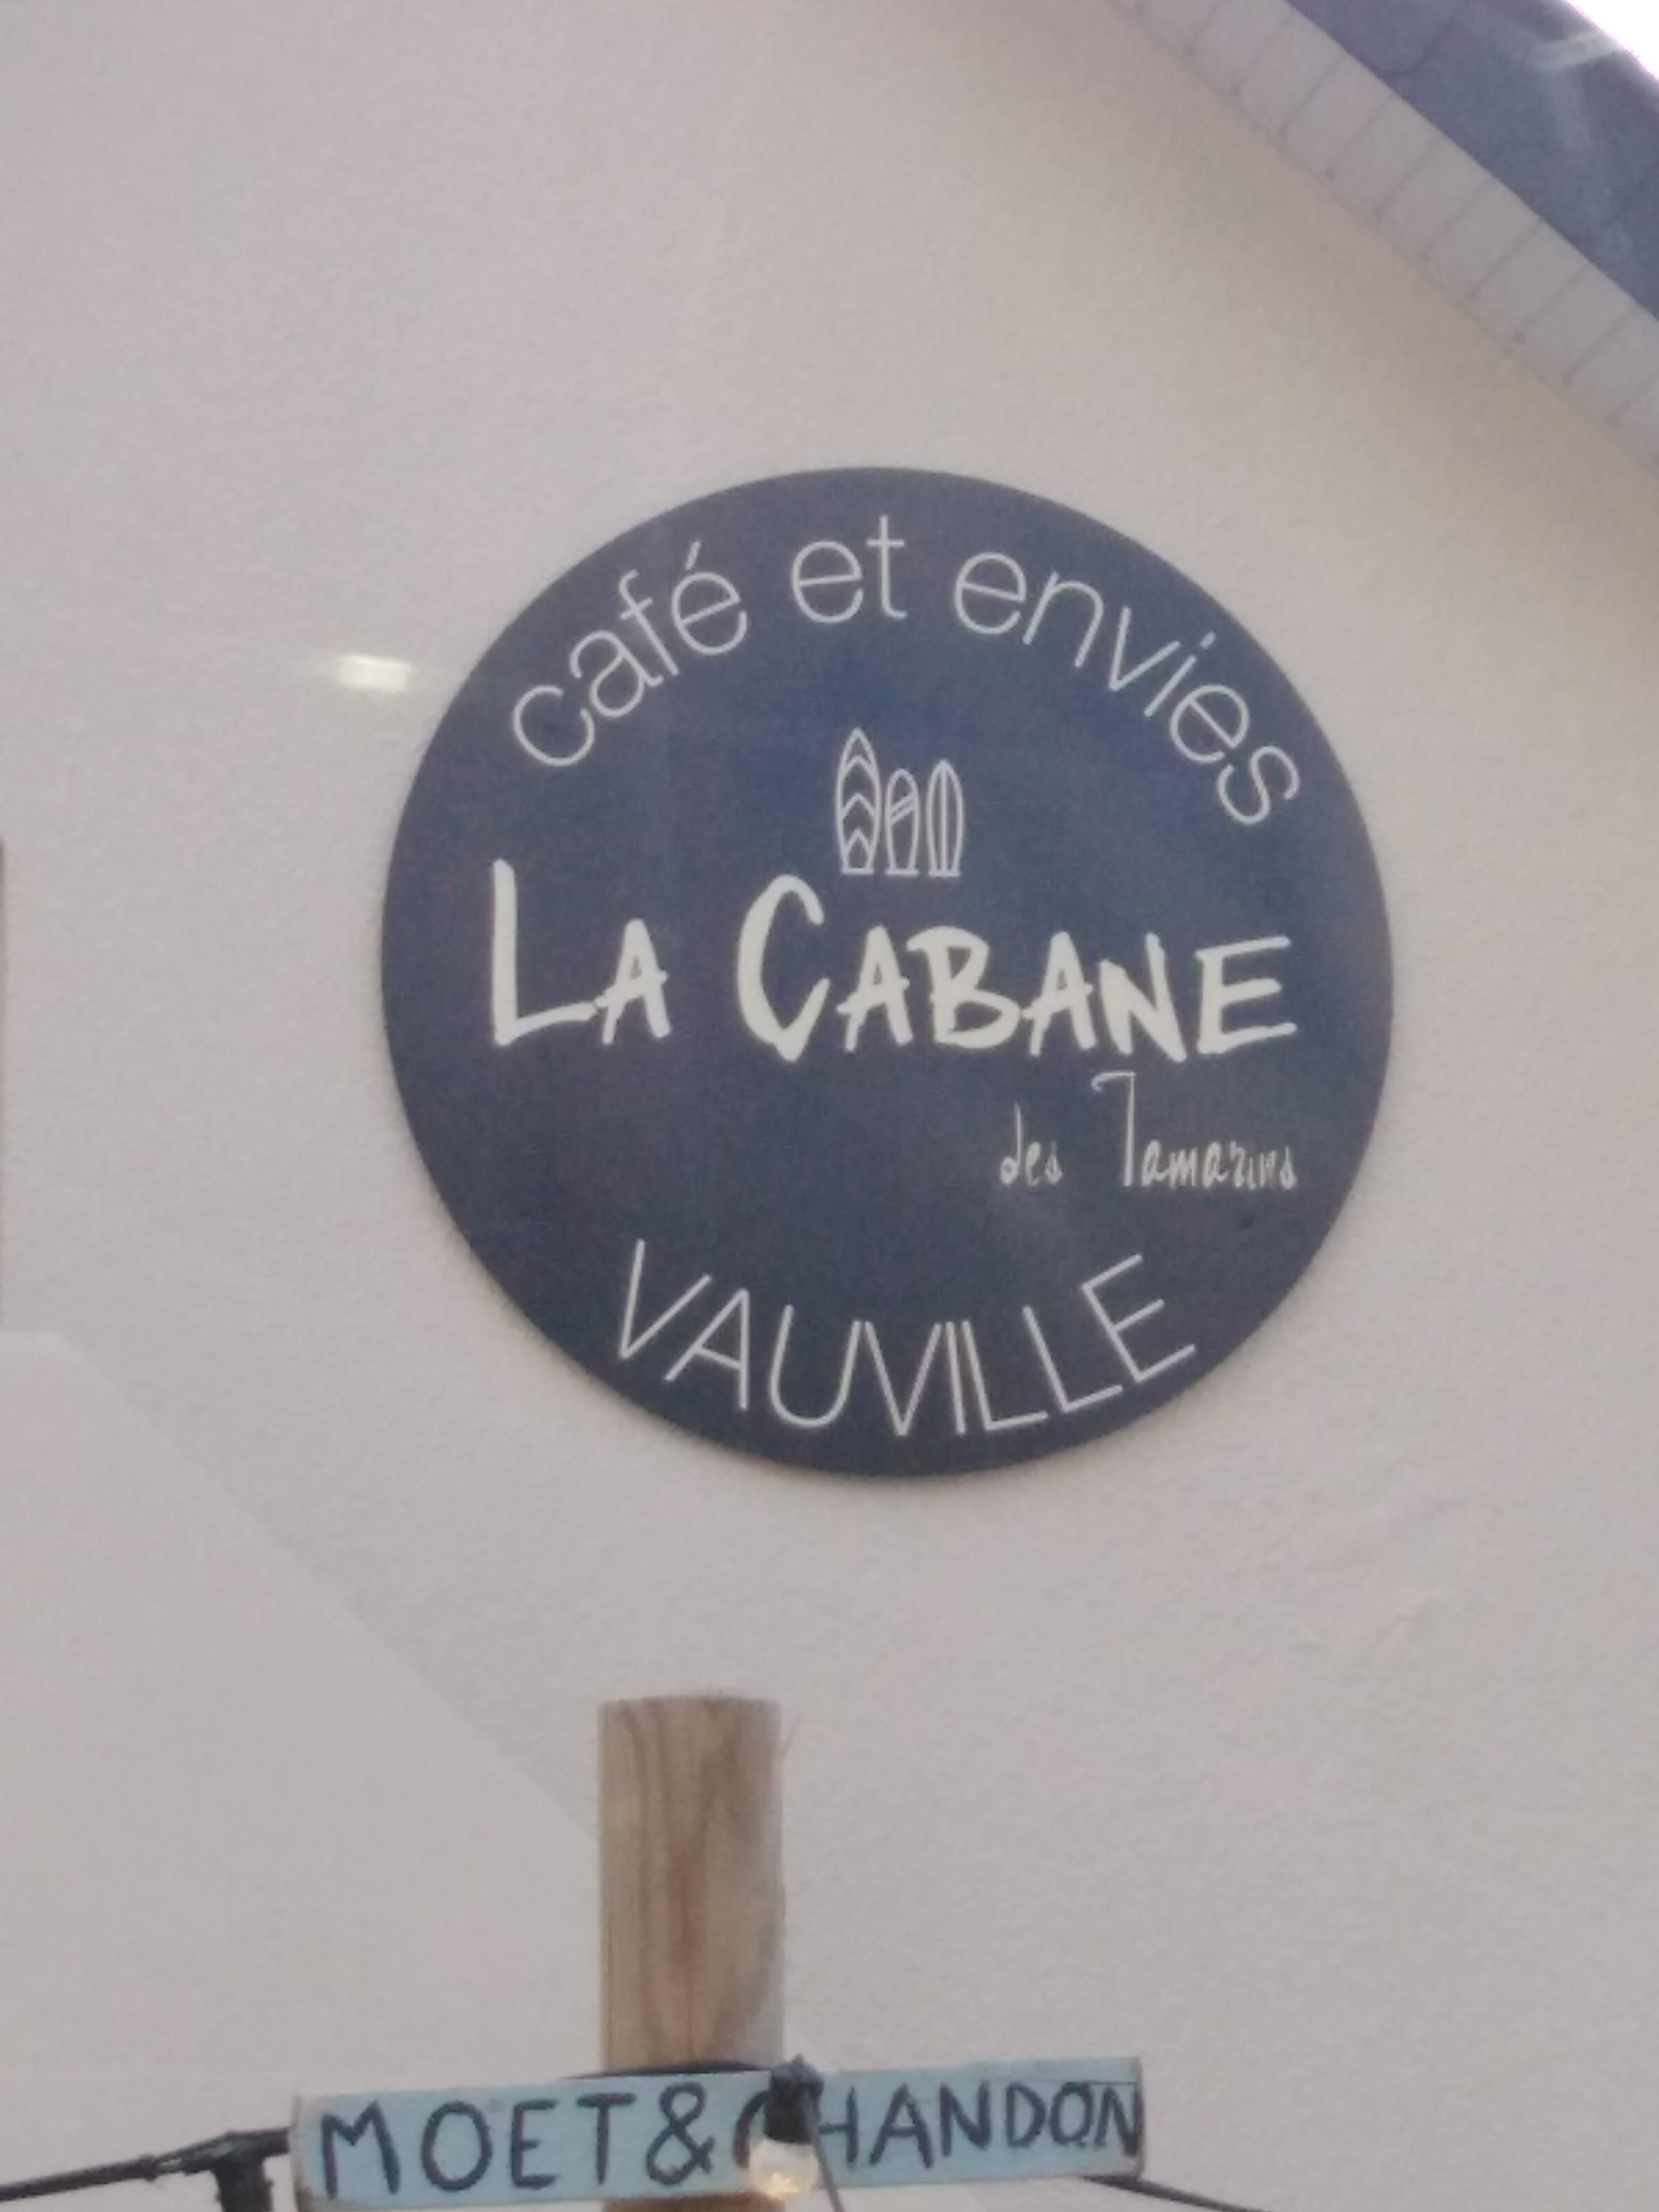 café et envies
LA CABANE
des Tamarins
VAUVILLE
MOET&CHANDON